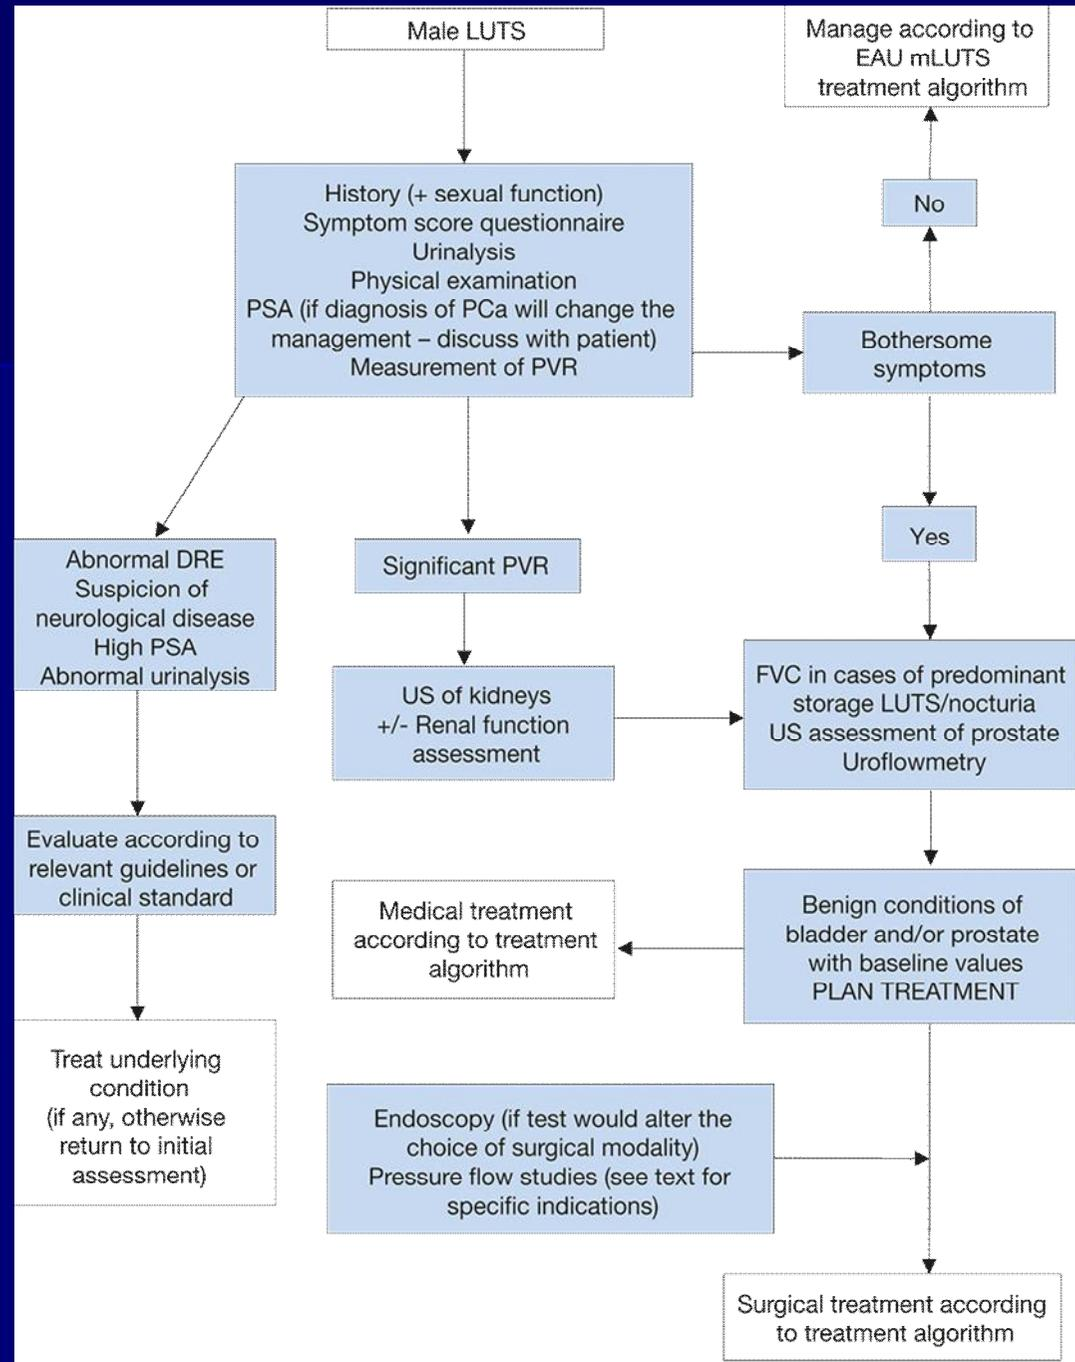 Male LUTS
Manage according to
EAU mLUTS
treatment algorithm
History (+ sexual function)
Symptom score questionnaire
Urinalysis
Physical examination
PSA (if diagnosis of PCa will change the
management – discuss with patient)
Measurement of PVR
No
Bothersome
symptoms
Yes
Abnormal DRE
Suspicion of
neurological disease
High PSA
Abnormal urinalysis
Significant PVR
US of kidneys
+/- Renal function
assessment
FVC in cases of predominant
storage LUTS/nocturia
US assessment of prostate
Uroflowmetry
Evaluate according to
relevant guidelines or
clinical standard
Medical treatment
according to treatment
algorithm
Benign conditions of
bladder and/or prostate
with baseline values
PLAN TREATMENT
Treat underlying
condition
(if any, otherwise
return to initial
assessment)
Endoscopy (if test would alter the
choice of surgical modality)
Pressure flow studies (see text for
specific indications)
Surgical treatment according
to treatment algorithm